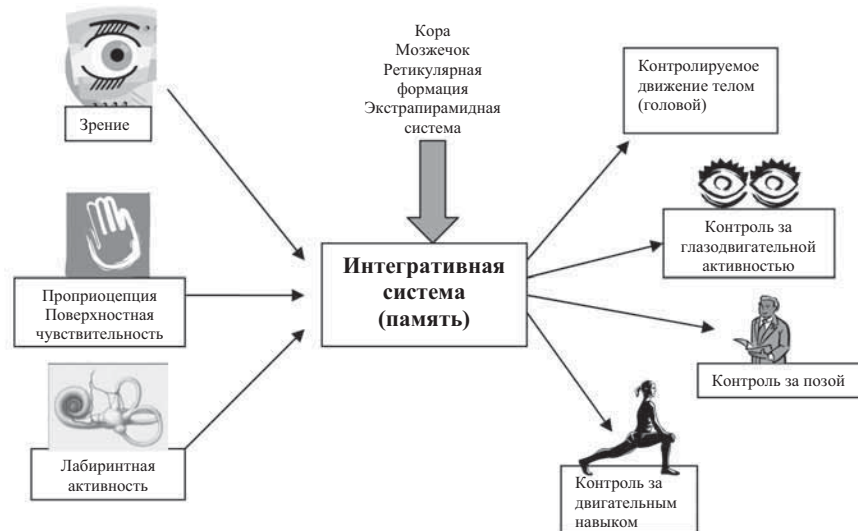 Зрение
Проприоцепция
Поверхностная
чувствительность
Лабиринтная
активность
Кора
Мозжечок
Ретикулярная
формация
Экстрапирамидная
система
Интегративная
система
(память)
Контролируемое
движение телом
(головой)
Контроль за
глазодвигательной
активностью
Контроль за позой
Контроль за
двигательным
навыком